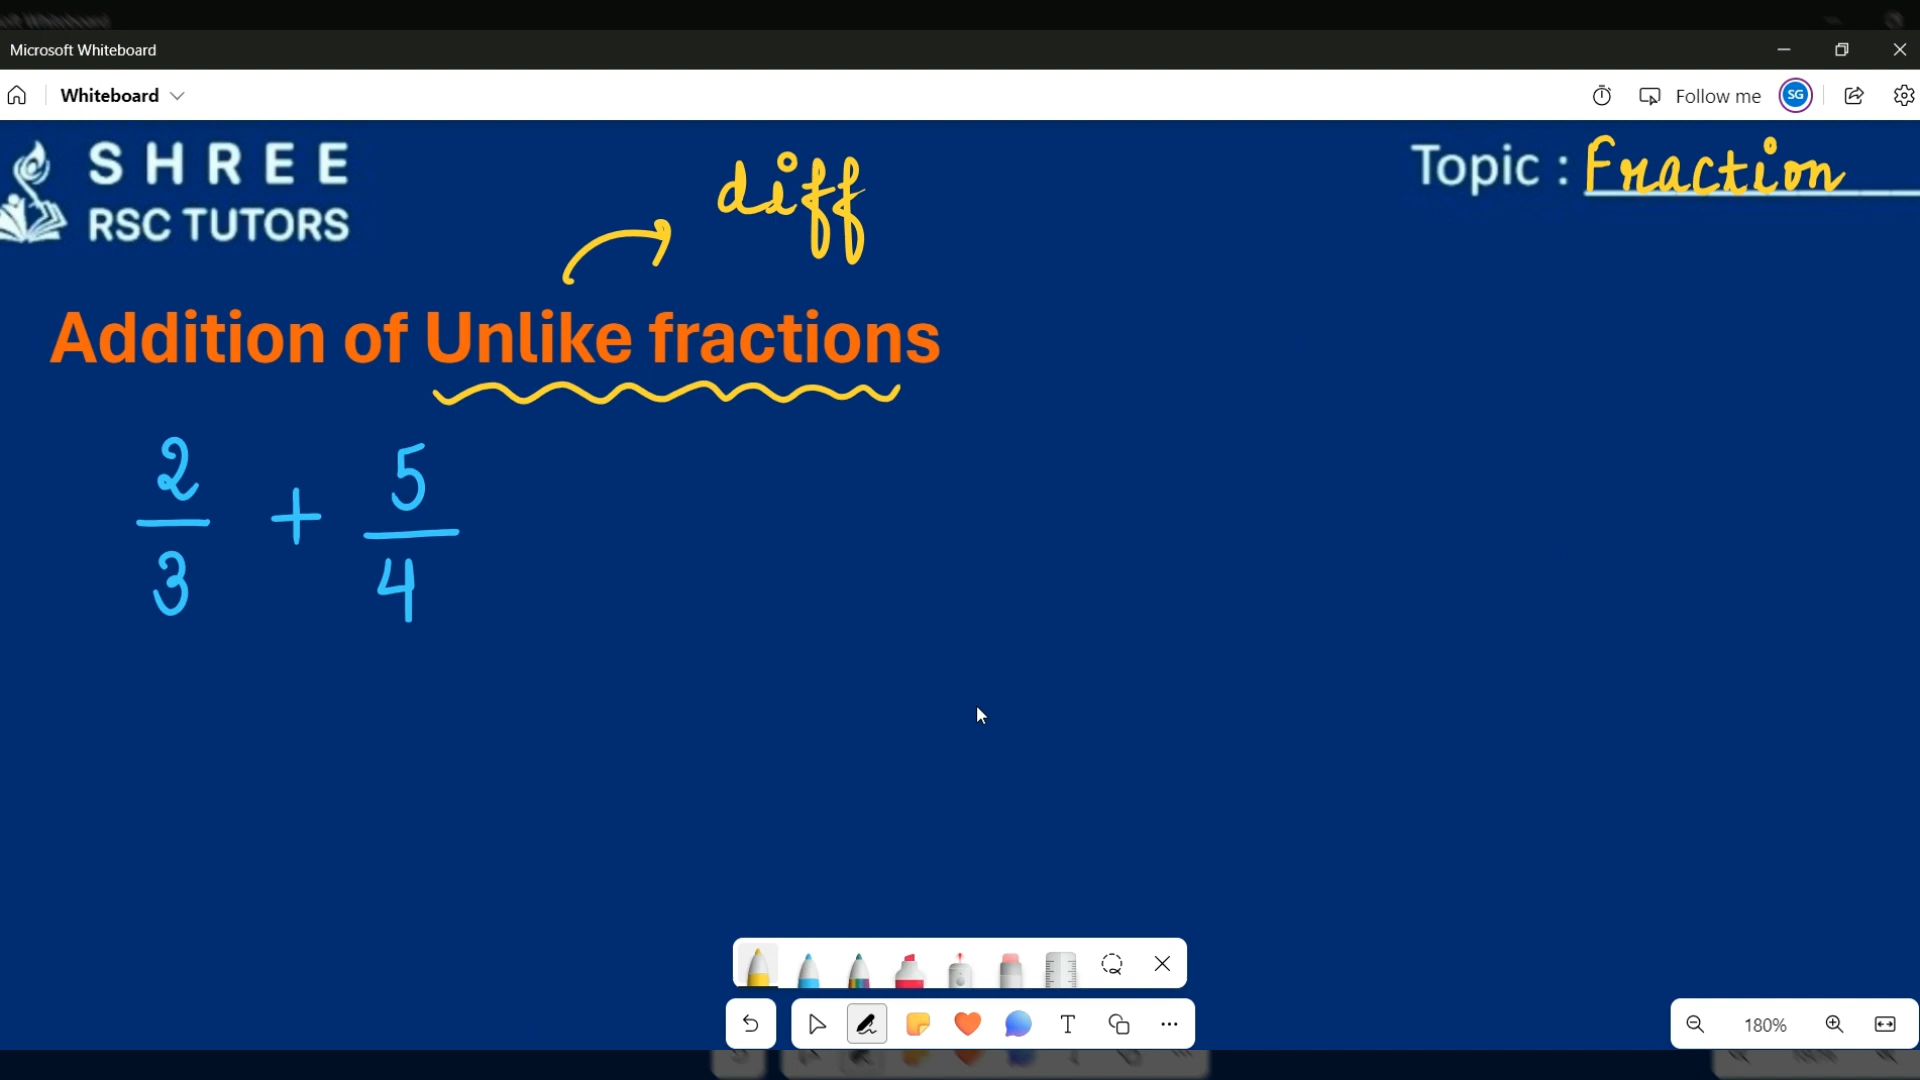 Microsoft Whiteboard
Whiteboard
Follow me
SG
SHREE
RSC TUTORS
diff
Topic : Fraction
Addition of Unlike fractions
2/3 + 5/4
T
180%